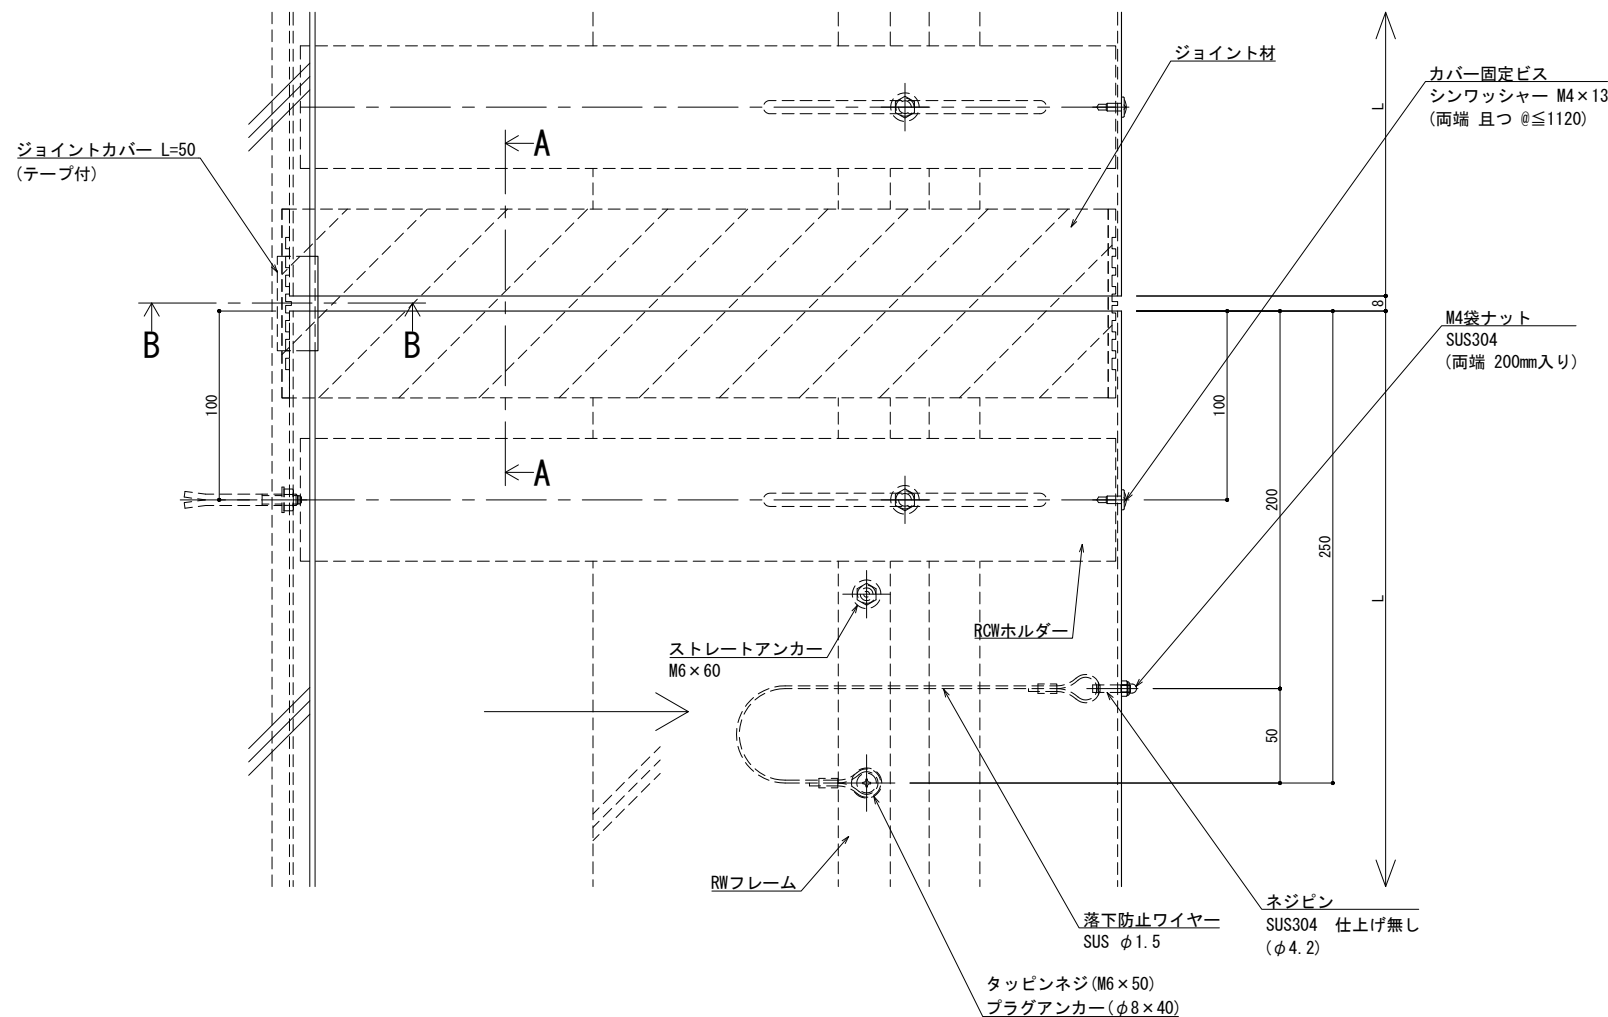 ジョイント材
カバー固定ビス
シンワッシャー M4×13
(両端 且つ @≦1120)
L
ジョイントカバー L=50
(テープ付)
A
B
B
8
M4袋ナット
SUS304
(両端 200mm入り)
100
100
A
200
250
L
RCWホルダー
ストレートアンカー
M6×60
50
RWフレーム
落下防止ワイヤー
SUS φ1.5
ネジピン
SUS304 仕上げ無し
(φ4.2)
タッピンネジ(M6×50)
プラグアンカー(φ8×40)